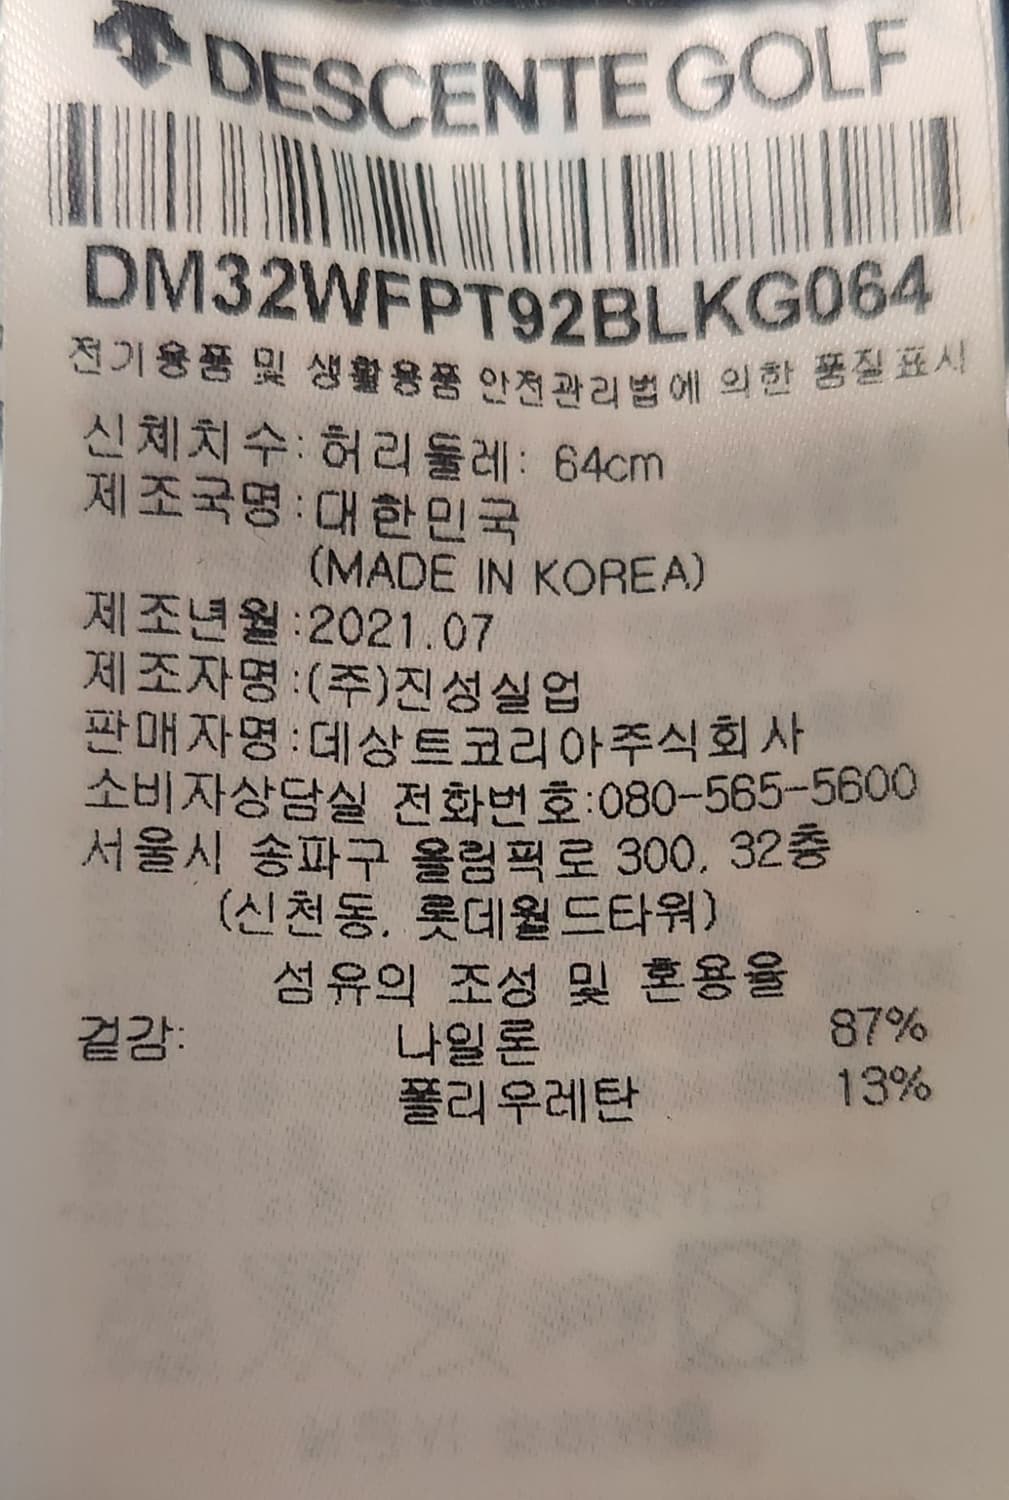 DESCENTE GOLF
DM32WFPT92BLKG064
전기용품 및 생활용품 안전관리법에 의한 품질표시
신체치수: 허리둘레: 64cm
제조국명:대한민국
(MADE IN KOREA)
제조년월:2021.07
제조자명:(주)진성실업
판매자명:데상트코리아주식회사
소비자상담실 전화번호:080-565-5600
서울시 송파구 올림픽로 300, 32층
(신천동, 롯데월드타워)
섬유의 조성 및 혼용율
겉감: 나일론 87%
폴리우레탄 13%